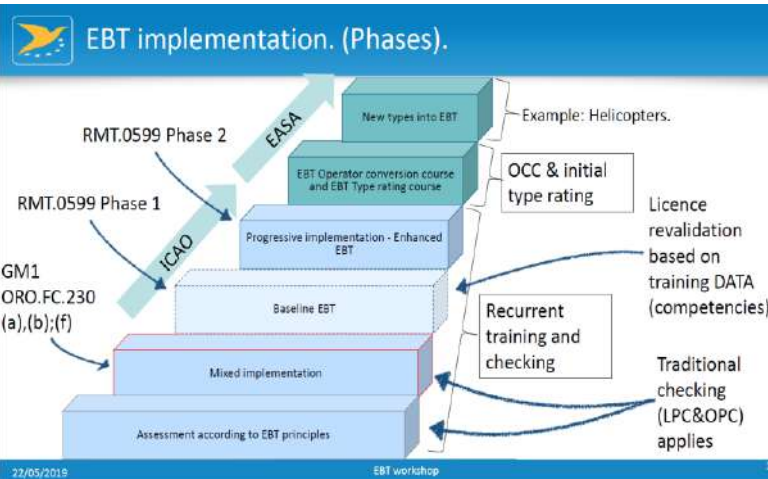 EBT implementation. (Phases).
New types into EBT
Example: Helicopters.
EASA
RMT.0599 Phase 2
EBT Operator conversion course
and EBT Type rating course
OCC & initial
type rating
RMT.0599 Phase 1
ICAO
Progressive implementation - Enhanced
EBT
Licence
revalidation
based on
training DATA
(competencies)
GM1
ORO.FC.230
(a),(b);(f)
Baseline EBT
Recurrent
training and
checking
Mixed implementation
Traditional
checking
(LPC&OPC)
applies
Assessment according to EBT principles
22/05/2019
EBT workshop